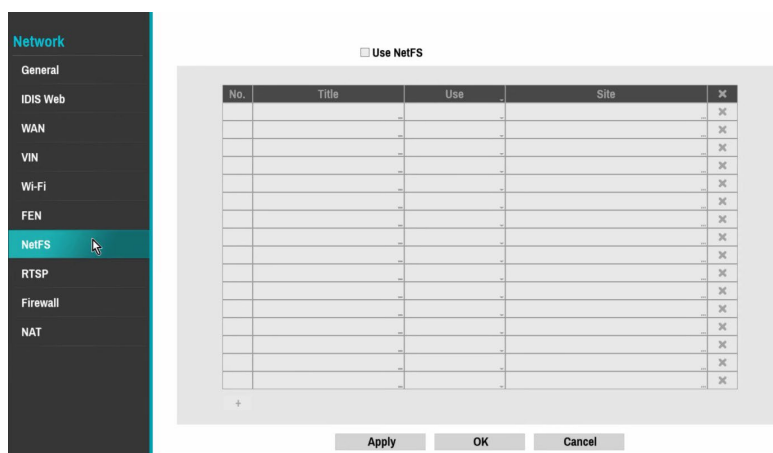 Network
General
IDIS Web
WAN
VIN
Wi-Fi
FEN
NetFS
RTSP
Firewall
NAT
Use NetFS
No. Title Use Site
+
Apply OK Cancel